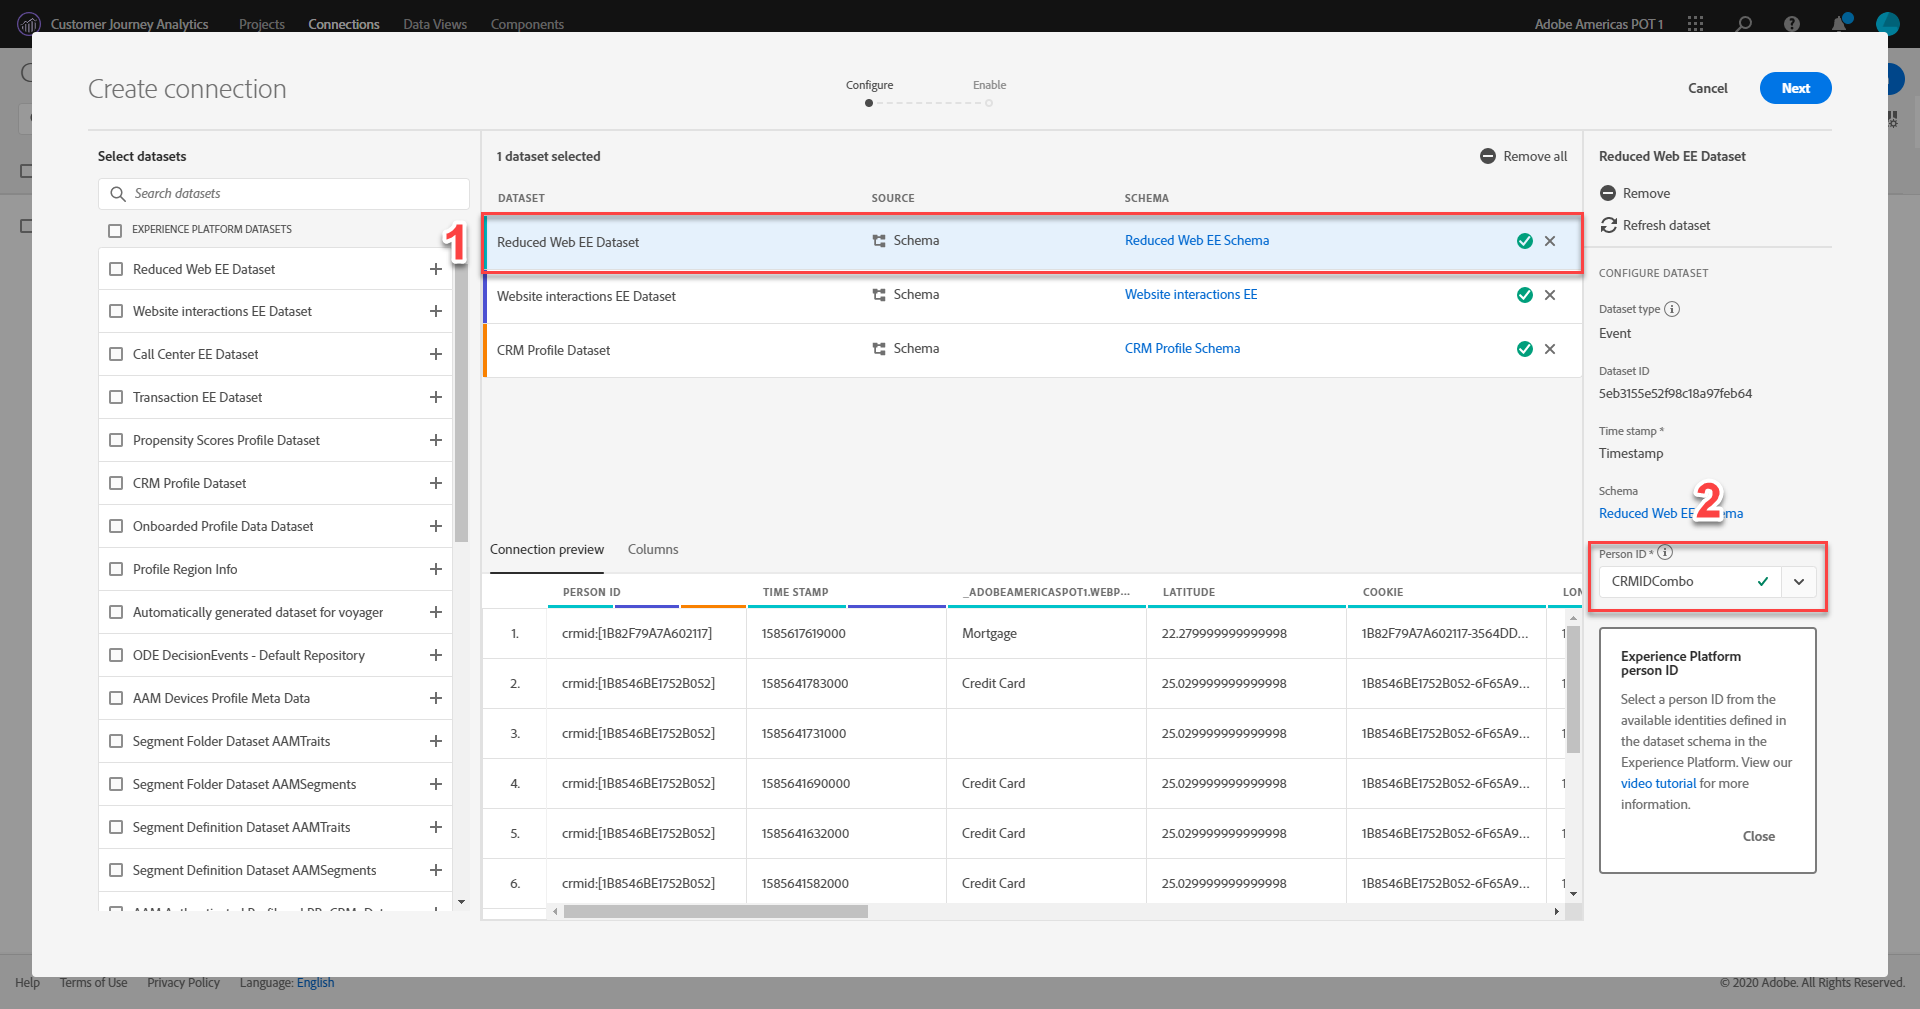 Customer Journey Analytics
Projects
Connections
Data Views
Components
Adobe Americas POT 1
Create connection
Configure
Enable
Cancel
Next
Select datasets
Search datasets
EXPERIENCE PLATFORM DATASETS
Reduced Web EE Dataset
Website interactions EE Dataset
Call Center EE Dataset
Transaction EE Dataset
Propensity Scores Profile Dataset
CRM Profile Dataset
Onboarded Profile Data Dataset
Profile Region Info
Automatically generated dataset for voyager
ODE DecisionEvents - Default Repository
AAM Devices Profile Meta Data
Segment Folder Dataset AAMTraits
Segment Folder Dataset AAMSegments
Segment Definition Dataset AAMTraits
Segment Definition Dataset AAMSegments
1 dataset selected
Remove all
DATASET SOURCE SCHEMA
1
Reduced Web EE Dataset Schema Reduced Web EE Schema
Website interactions EE Dataset Schema Website interactions EE
CRM Profile Dataset Schema CRM Profile Schema
Connection preview Columns
PERSON ID TIME STAMP _ADOBEAMERICASPOT1.WEBP... LATITUDE COOKIE LON
1. crmid:[1B82F79A7A602117] 1585617619000 Mortgage 22.279999999999998 1B82F79A7A602117-3564DD...
2. crmid:[1B8546BE1752B052] 1585641783000 Credit Card 25.029999999999998 1B8546BE1752B052-6F65A9...
3. crmid:[1B8546BE1752B052] 1585641731000 25.029999999999998 1B8546BE1752B052-6F65A9...
4. crmid:[1B8546BE1752B052] 1585641690000 Credit Card 25.029999999999998 1B8546BE1752B052-6F65A9...
5. crmid:[1B8546BE1752B052] 1585641632000 Credit Card 25.029999999999998 1B8546BE1752B052-6F65A9...
6. crmid:[1B8546BE1752B052] 1585641582000 Credit Card 25.029999999999998 1B8546BE1752B052-6F65A9...
Reduced Web EE Dataset
Remove
Refresh dataset
CONFIGURE DATASET
Dataset type
Event
Dataset ID
5eb3155e52f98c18a97feb64
Time stamp *
Timestamp
Schema
2
Reduced Web EE
Person ID *
CRMIDCombo
Experience Platform
person ID
Select a person ID from the
available identities defined in
the dataset schema in the
Experience Platform. View our
video tutorial for more
information.
Close
Help
Terms of Use
Privacy Policy
Language: English
© 2020 Adobe. All Rights Reserved.